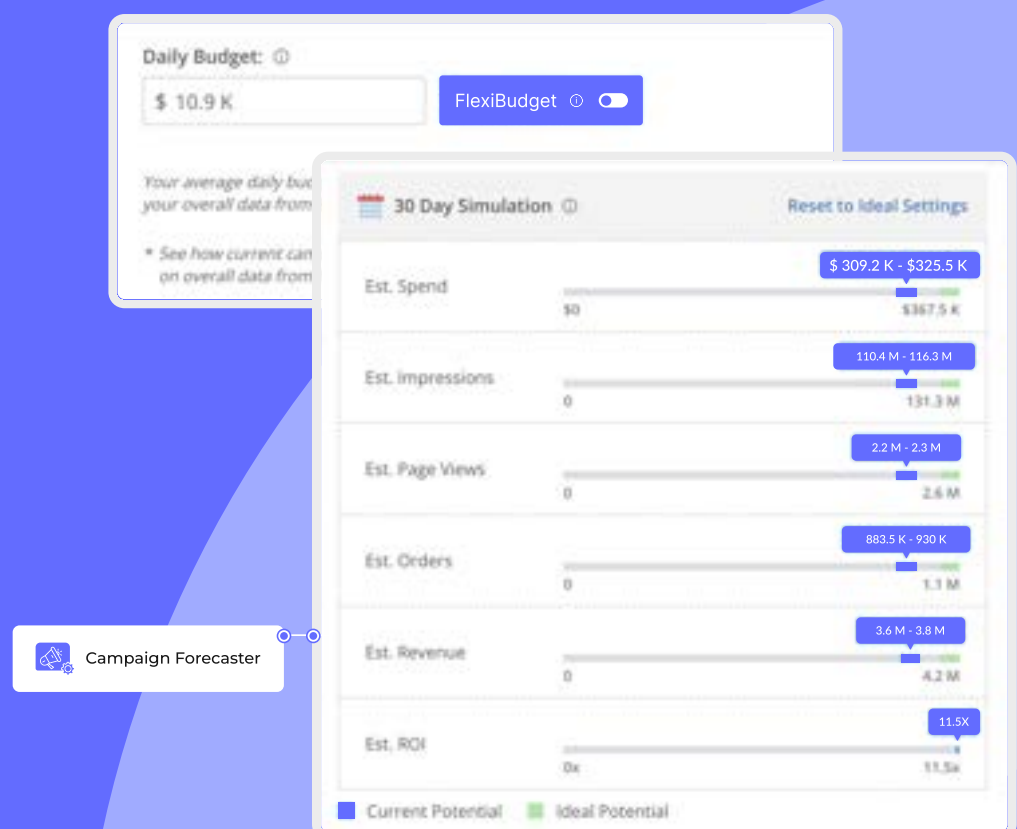 Daily Budget:
$ 10.9 K
FlexiBudget
Your average daily buc
your overall data from
* See how current can
on overall data from
30 Day Simulation
Reset to Ideal Settings
Est. Spend
$ 309.2 K - $325.5 K
$0
$367.5 K
Est. Impressions
110.4 M - 116.3 M
0
131.3 M
Est. Page Views
2.2 M - 2.3 M
0
2.6 M
Est. Orders
883.5 K - 930 K
0
1.1 M
Est. Revenue
3.6 M - 3.8 M
0
4.2 M
Est. ROI
11.5X
0x
11.5x
Current Potential
Ideal Potential
Campaign Forecaster